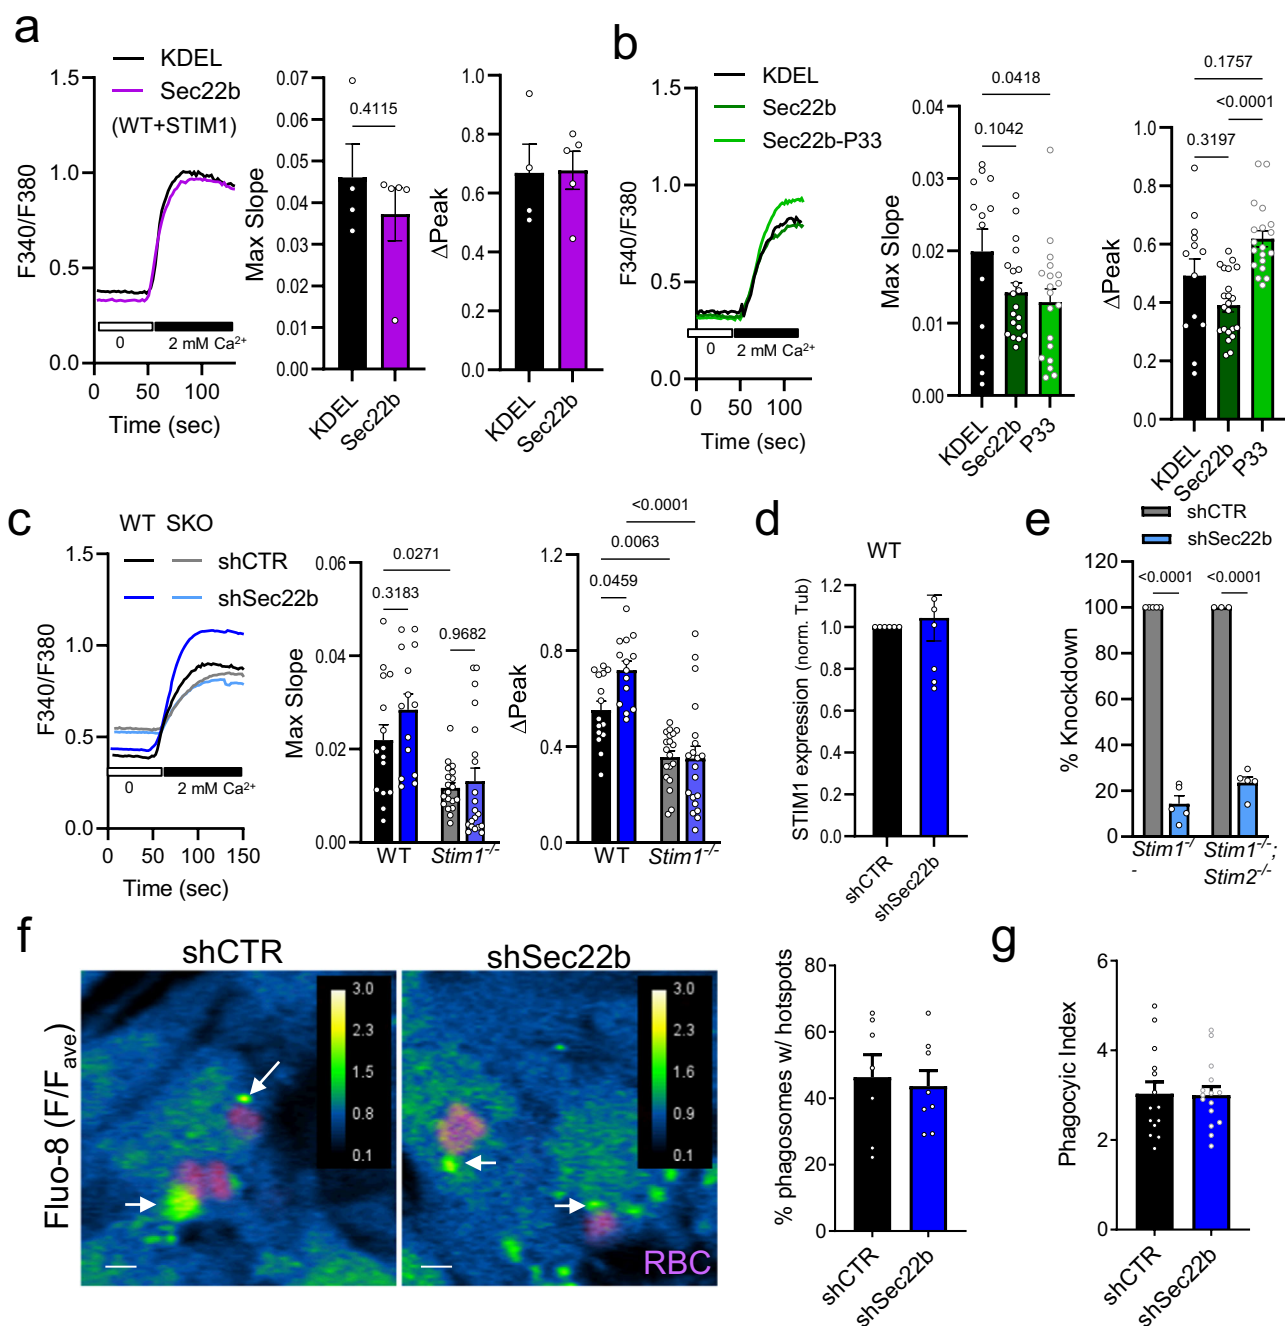 a
KDEL
Sec22b
(WT+STIM1)
F340/F380
1.5
1.0
0.5
0.0
0
2 mM Ca²⁺
0 50 100
Time (sec)
Max Slope
0.07
0.06
0.05
0.04
0.03
0.02
0.01
0.00
0.4115
KDEL
Sec22b
ΔPeak
1.0
0.8
0.6
0.4
0.2
0.0
KDEL
Sec22b
b
KDEL
Sec22b
Sec22b-P33
F340/F380
1.5
1.0
0.5
0.0
0
2 mM Ca²⁺
0 50 100
Time (sec)
Max Slope
0.04
0.03
0.02
0.01
0.00
0.0418
0.1042
KDEL
Sec22b
P33
ΔPeak
1.0
0.8
0.6
0.4
0.2
0.0
0.1757
<0.0001
0.3197
KDEL
Sec22b
P33
c
WT SKO
shCTR
shSec22b
F340/F380
1.5
1.0
0.5
0.0
0
2 mM Ca²⁺
0 50 100 150
Time (sec)
Max Slope
0.06
0.04
0.02
0.00
0.0271
0.3183
0.9682
WT
Stim1⁻/⁻
ΔPeak
1.2
0.8
0.4
0.0
<0.0001
0.0063
0.0459
WT
Stim1⁻/⁻
d
WT
STIM1 expression (norm. Tub)
1.2
1.0
0.8
0.6
0.4
0.2
0.0
shCTR
shSec22b
e
shCTR
shSec22b
% Knockdown
120
100
80
60
40
20
0
<0.0001
<0.0001
Stim1⁻/
-
Stim1⁻/⁻;
Stim2⁻/⁻
f
shCTR
shSec22b
Fluo-8 (F/Fave)
3.0
2.3
1.6
0.8
0.1
3.0
2.3
1.6
0.9
0.1
RBC
% phagosomes w/ hotspots
80
60
40
20
0
shCTR
shSec22b
g
Phagocyic Index
6
4
2
0
shCTR
shSec22b